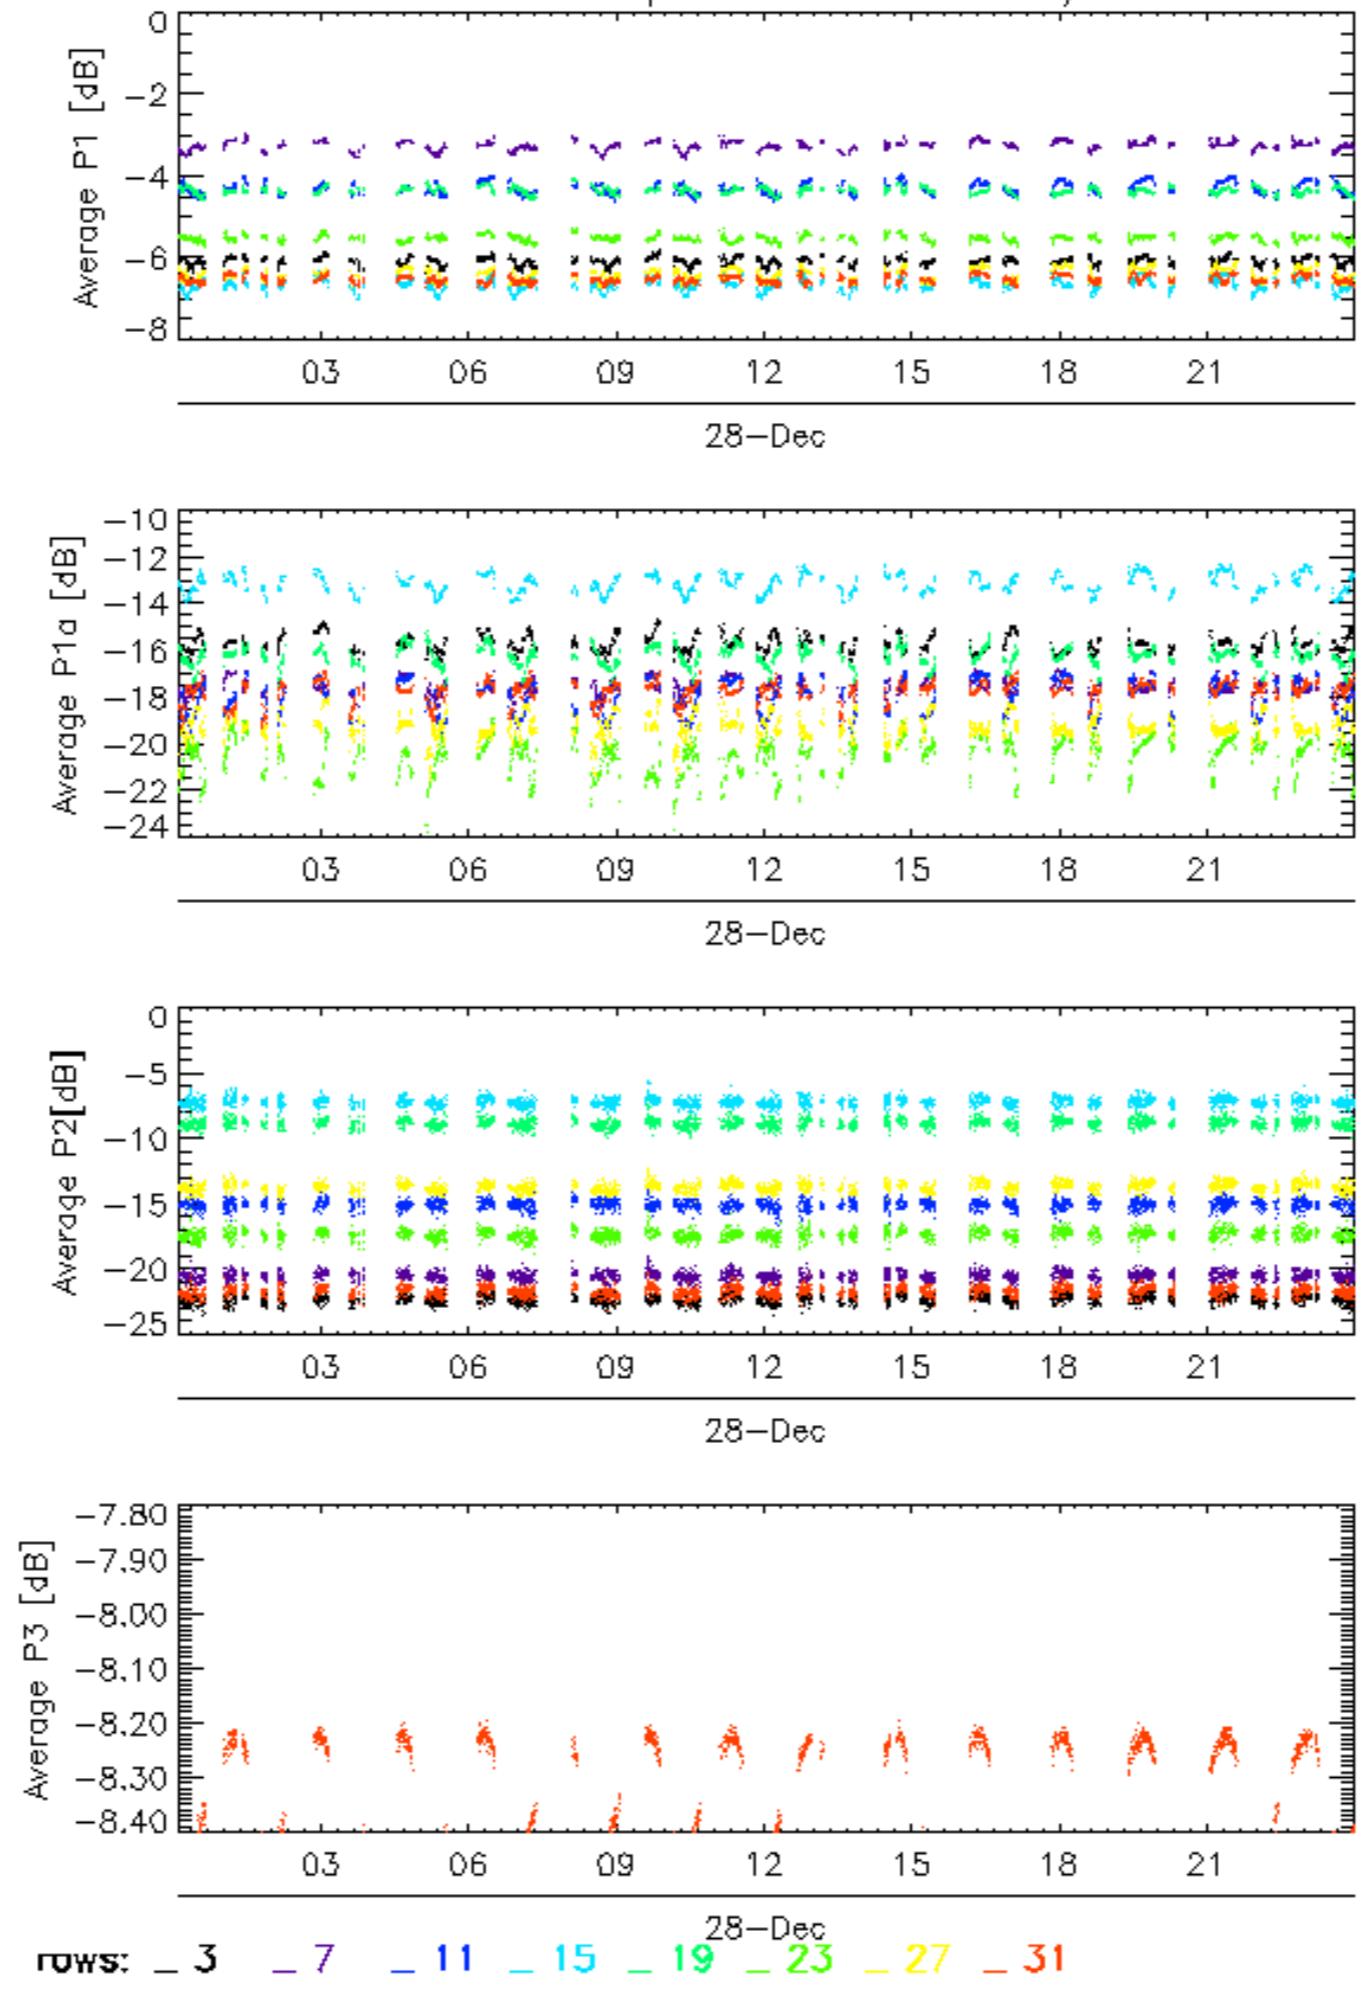 0
-2
-4
-6
-8
Average P1 [dB]
03 06 09 12 15 18 21
28-Dec
-10
-12
-14
-16
-18
-20
-22
-24
Average P1a [dB]
03 06 09 12 15 18 21
28-Dec
0
-5
-10
-15
-20
-25
Average P2[dB]
03 06 09 12 15 18 21
28-Dec
-7.80
-7.90
-8.00
-8.10
-8.20
-8.30
-8.40
Average P3 [dB]
03 06 09 12 15 18 21
28-Dec
rows: _ 3 _ 7 _ 11 _ 15 _ 19 _ 23 _ 27 _ 31